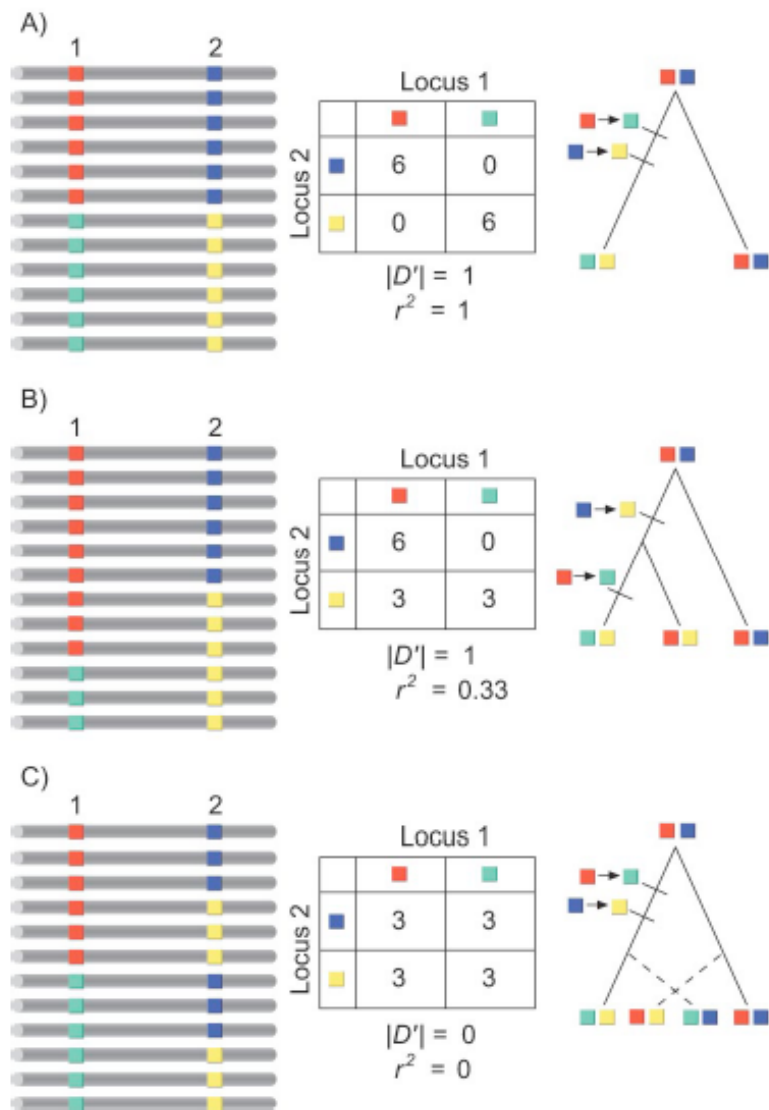 A)
1 2
Locus 1
Locus 2
6 0
0 6
|D′| = 1
r² = 1
B)
1 2
Locus 1
Locus 2
6 0
3 3
|D′| = 1
r² = 0.33
C)
1 2
Locus 1
Locus 2
3 3
3 3
|D′| = 0
r² = 0